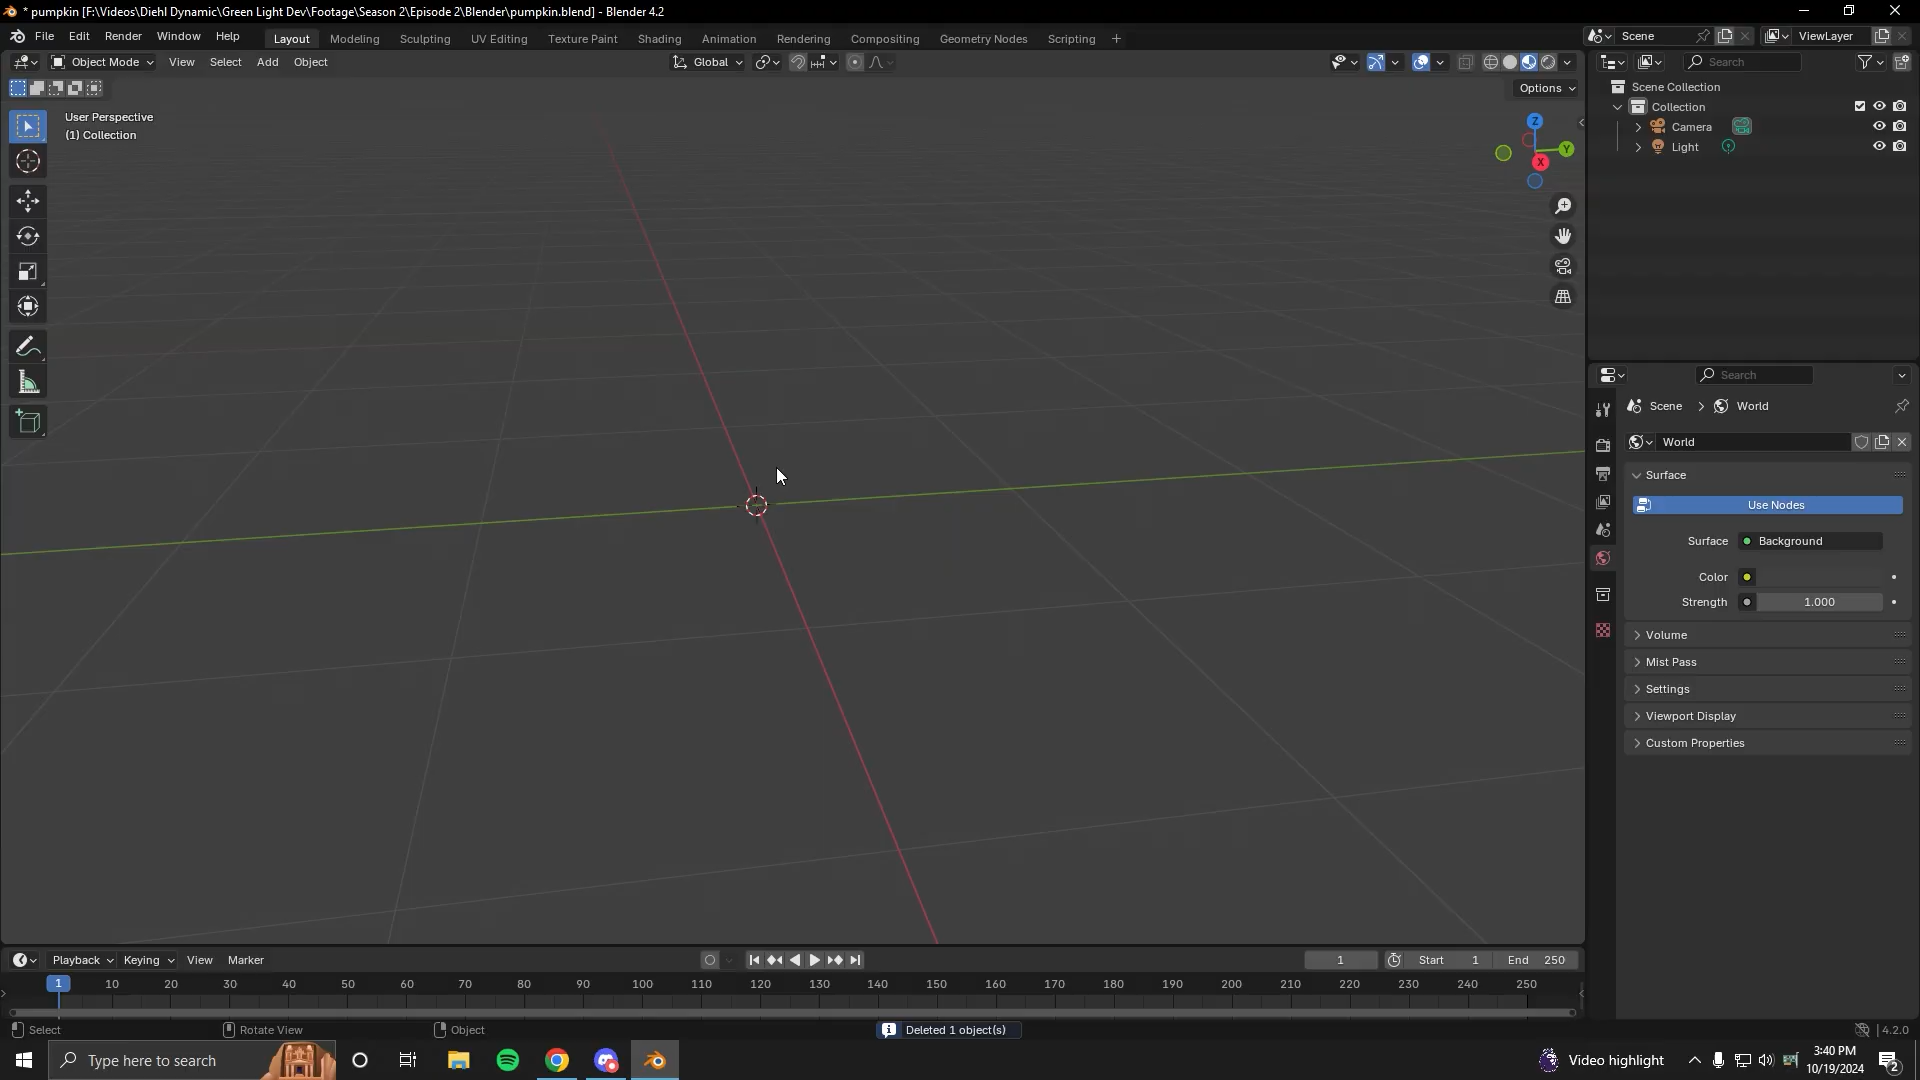 * pumpkin [F:\Videos\Diehl Dynamic\Green Light Dev\Footage\Season 2\Episode 2\Blender\pumpkin.blend] - Blender 4.2
File Edit Render Window Help Layout Modeling Sculpting UV Editing Texture Paint Shading Animation Rendering Compositing Geometry Nodes Scripting + Scene ViewLayer
Object Mode View Select Add Object Global Search
Options
User Perspective
(1) Collection
Z
Y
X
Scene Collection
Collection
Camera
Light
Search
Scene > World
World
Surface
Use Nodes
Surface Background
Color
Strength 1.000
Volume
Mist Pass
Settings
Viewport Display
Custom Properties
Playback Keying View Marker 1 Start 1 End 250
1 10 20 30 40 50 60 70 80 90 100 110 120 130 140 150 160 170 180 190 200 210 220 230 240 250
Select Rotate View Object Deleted 1 object(s) 4.2.0
Type here to search Video highlight 3:40 PM
10/19/2024 2